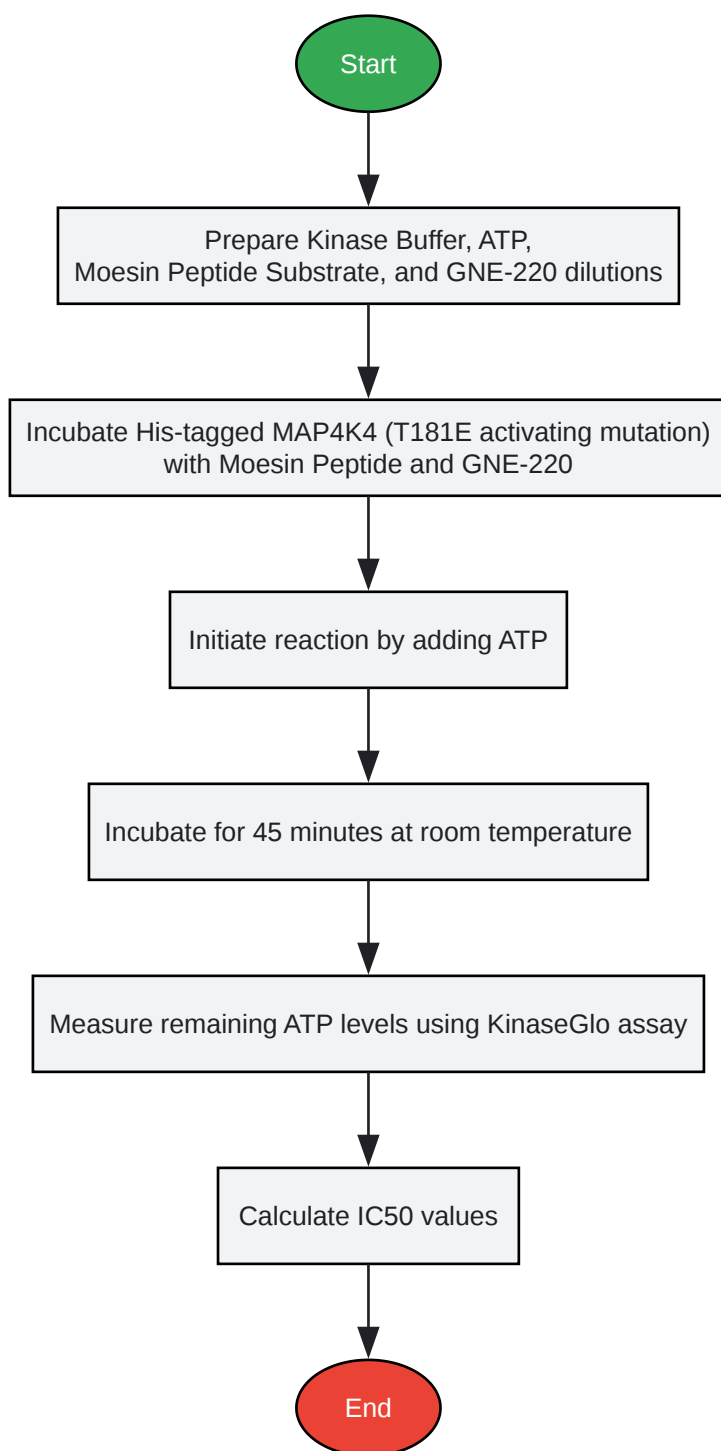 Start
Prepare Kinase Buffer, ATP,
Moesin Peptide Substrate, and GNE-220 dilutions
Incubate His-tagged MAP4K4 (T181E activating mutation)
with Moesin Peptide and GNE-220
Initiate reaction by adding ATP
Incubate for 45 minutes at room temperature
Measure remaining ATP levels using KinaseGlo assay
Calculate IC50 values
End